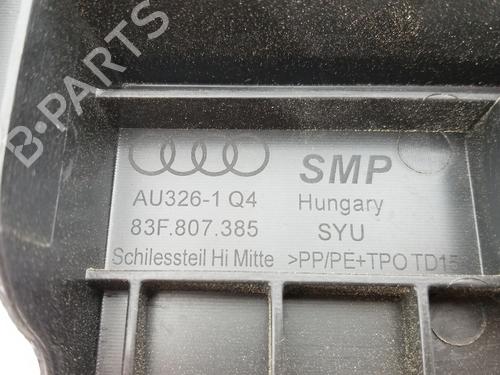 B-PARTS
SMP
AU326-1 Q4
Hungary
83F.807.385
SYU
Schilessteil Hi Mitte >PP/PE+TPO TD15